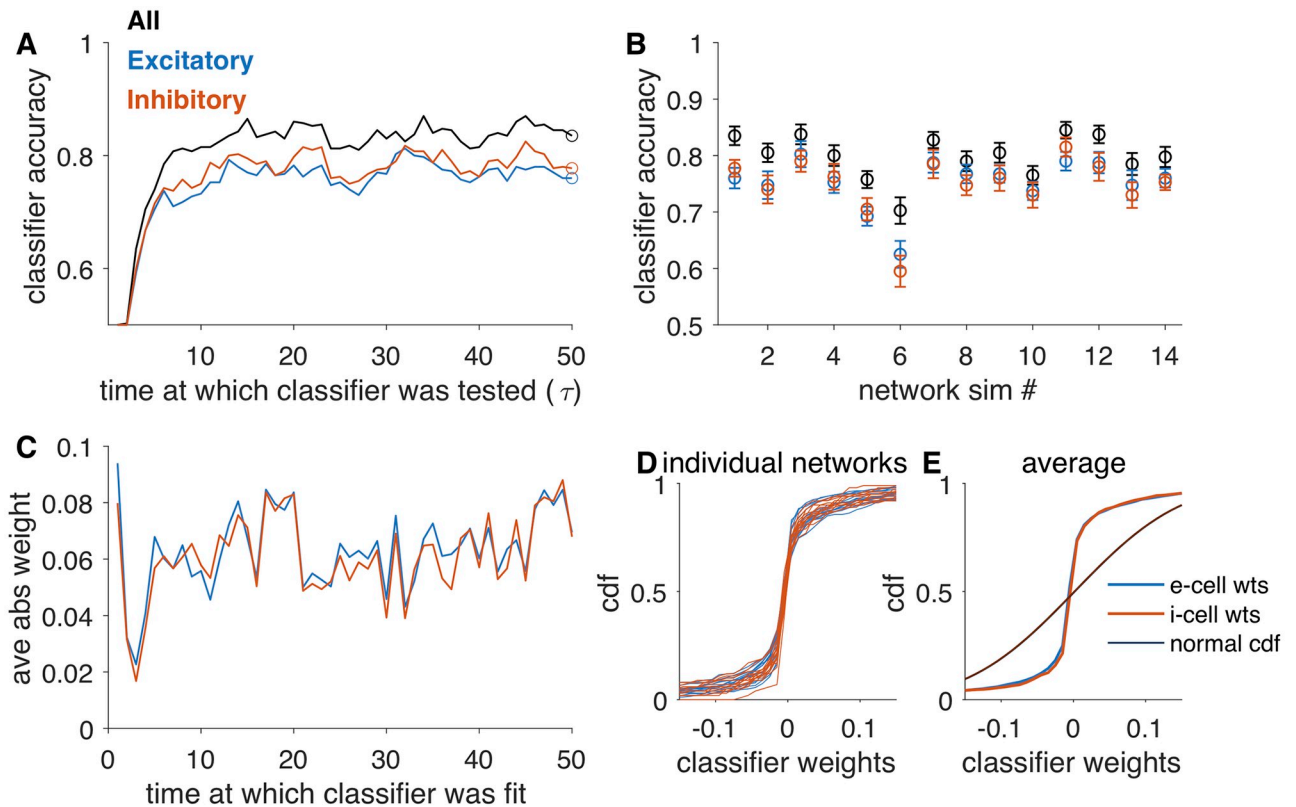 A
All
Excitatory
Inhibitory
1
0.8
0.6
classifier accuracy
10 20 30 40 50
time at which classifier was tested ( τ)
B
1
0.9
0.8
0.7
0.6
0.5
classifier accuracy
2 4 6 8 10 12 14
network sim #
C
0.1
0.08
0.06
0.04
0.02
0
ave abs weight
0 10 20 30 40 50
time at which classifier was fit
D individual networks
1
0.5
0
cdf
-0.1 0 0.1
classifier weights
E average
1
0.5
0
cdf
e-cell wts
i-cell wts
normal cdf
-0.1 0 0.1
classifier weights